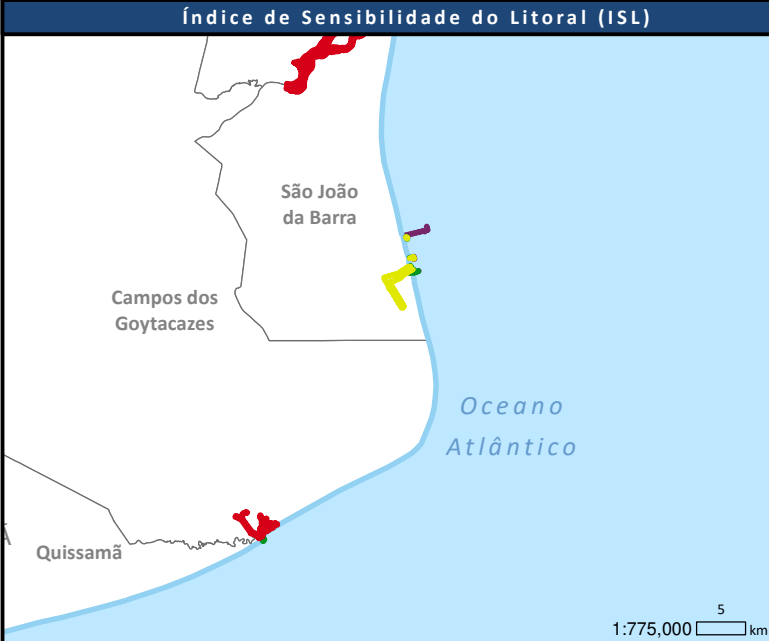 Índice de Sensibilidade do Litoral (ISL)
São João
da Barra
Campos dos
Goytacazes
Oceano
Atlântico
Quissamã
5
1:775,000 km